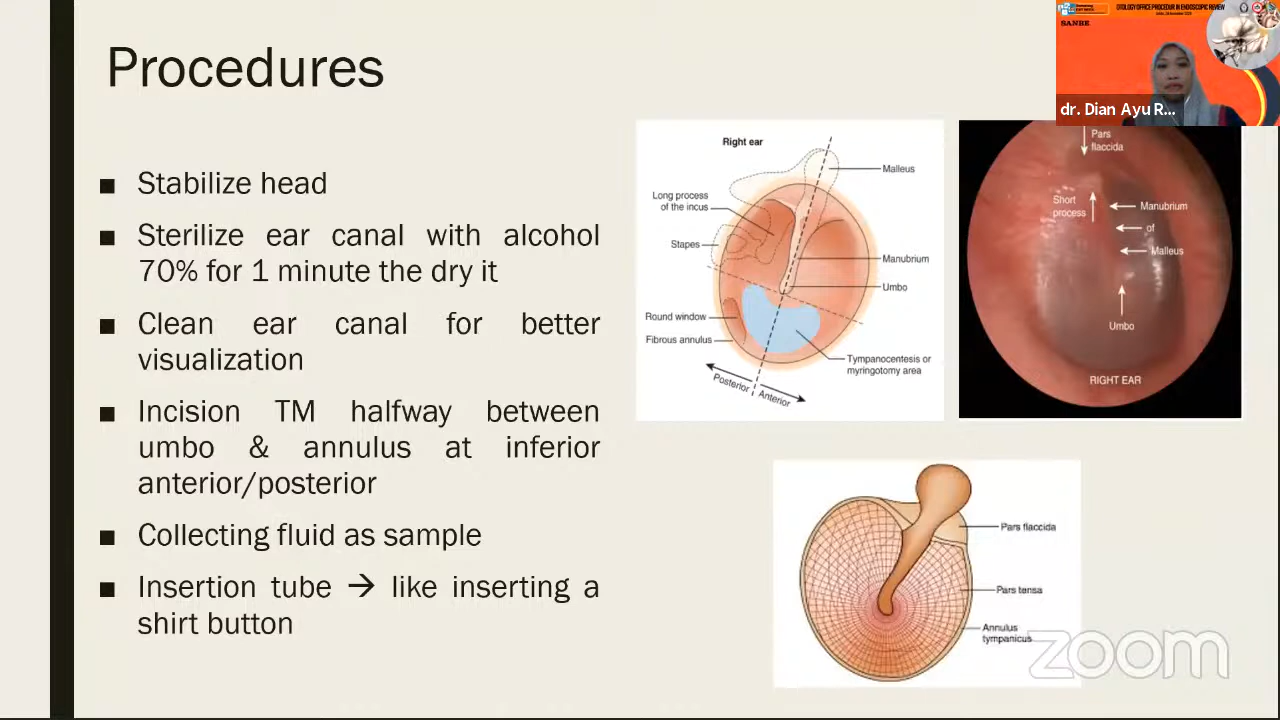 Procedures
■ Stabilize head
■ Sterilize ear canal with alcohol
70% for 1 minute the dry it
■ Clean ear canal for better
visualization
■ Incision TM halfway between
umbo & annulus at inferior
anterior/posterior
■ Collecting fluid as sample
■ Insertion tube → like inserting a
shirt button
Right ear
Malleus
Long process
of the incus
Stapes
Manubrium
Umbo
Round window
Fibrous annulus
Tympanocentesis or
myringotomy area
Posterior
Anterior
Pars
flaccida
Short
process
Manubrium
of
Malleus
Umbo
RIGHT EAR
Pars flaccida
Pars tensa
Annulus
tympanicus
zoom
OTOLOGY OFFICE PROCEDUR IN ENDOSCOPIC REVIEW
SANBE
dr. Dian Ayu R...